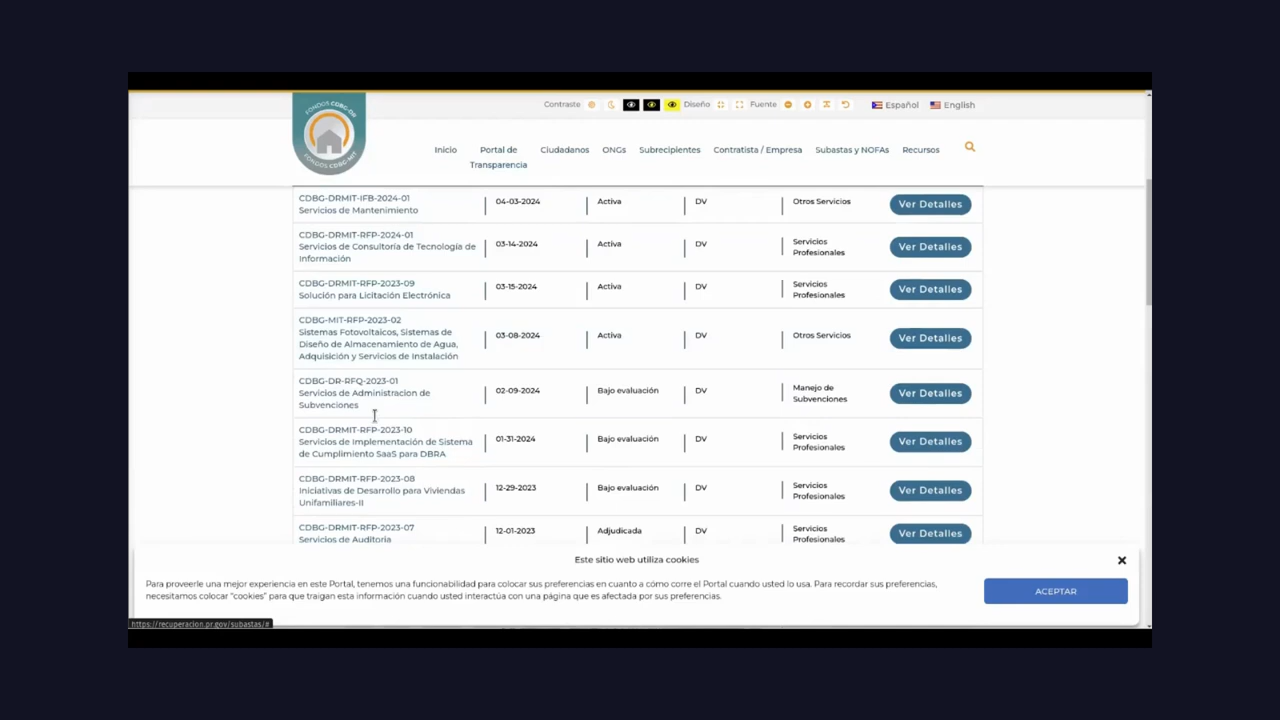 FONDOS CDBG-DR
FONDOS CDBG-MIT
Contraste Diseño Fuente Español English
Inicio Portal de Transparencia Ciudadanos ONGs Subrecipientes Contratista / Empresa Subastas y NOFAs Recursos
CDBG-DRMIT-IFB-2024-01
Servicios de Mantenimiento
04-03-2024 Activa DV Otros Servicios Ver Detalles
CDBG-DRMIT-RFP-2024-01
Servicios de Consultoría de Tecnología de
Información
03-14-2024 Activa DV Servicios
Profesionales
Ver Detalles
CDBG-DRMIT-RFP-2023-09
Solución para Licitación Electrónica
03-15-2024 Activa DV Servicios
Profesionales
Ver Detalles
CDBG-MIT-RFP-2023-02
Sistemas Fotovoltaicos, Sistemas de
Diseño de Almacenamiento de Agua,
Adquisición y Servicios de Instalación
03-08-2024 Activa DV Otros Servicios Ver Detalles
CDBG-DR-RFQ-2023-01
Servicios de Administracion de
Subvenciones
02-09-2024 Bajo evaluación DV Manejo de
Subvenciones
Ver Detalles
CDBG-DRMIT-RFP-2023-10
Servicios de Implementación de Sistema
de Cumplimiento SaaS para DBRA
01-31-2024 Bajo evaluación DV Servicios
Profesionales
Ver Detalles
CDBG-DRMIT-RFP-2023-08
Iniciativas de Desarrollo para Viviendas
Unifamiliares-II
12-29-2023 Bajo evaluación DV Servicios
Profesionales
Ver Detalles
CDBG-DRMIT-RFP-2023-07
Servicios de Auditoria
12-01-2023 Adjudicada DV Servicios
Profesionales
Ver Detalles
Este sitio web utiliza cookies
Para proveerle una mejor experiencia en este Portal, tenemos una funcionalidad para colocar sus preferencias en cuanto a cómo corre el Portal cuando usted lo usa. Para recordar sus preferencias,
necesitamos colocar "cookies" para que traigan esta información cuando usted interactúa con una página que es afectada por sus preferencias.
ACEPTAR
https://recuperacion.pr.gov/subastas/#